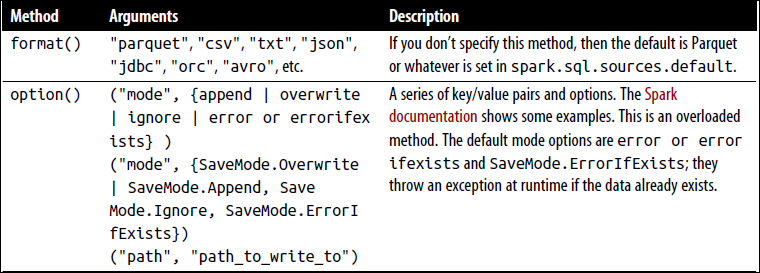 Method Arguments Description
format() "parquet", "csv", "txt", "json", If you don't specify this method, then the default is Parquet
"jdbc", "orc", "avro", etc. or whatever is set in spark.sql.sources.default.
option() ("mode", {append | overwrite A series of key/value pairs and options. The Spark
| ignore | error or errorifex documentation shows some examples. This is an overloaded
ists} ) method. The default mode options are error or error
("mode", {SaveMode.Overwrite ifexists and SaveMode.ErrorIfExists; they
| SaveMode.Append, Save throw an exception at runtime if the data already exists.
Mode.Ignore, SaveMode.ErrorI
fExists})
("path", "path_to_write_to")